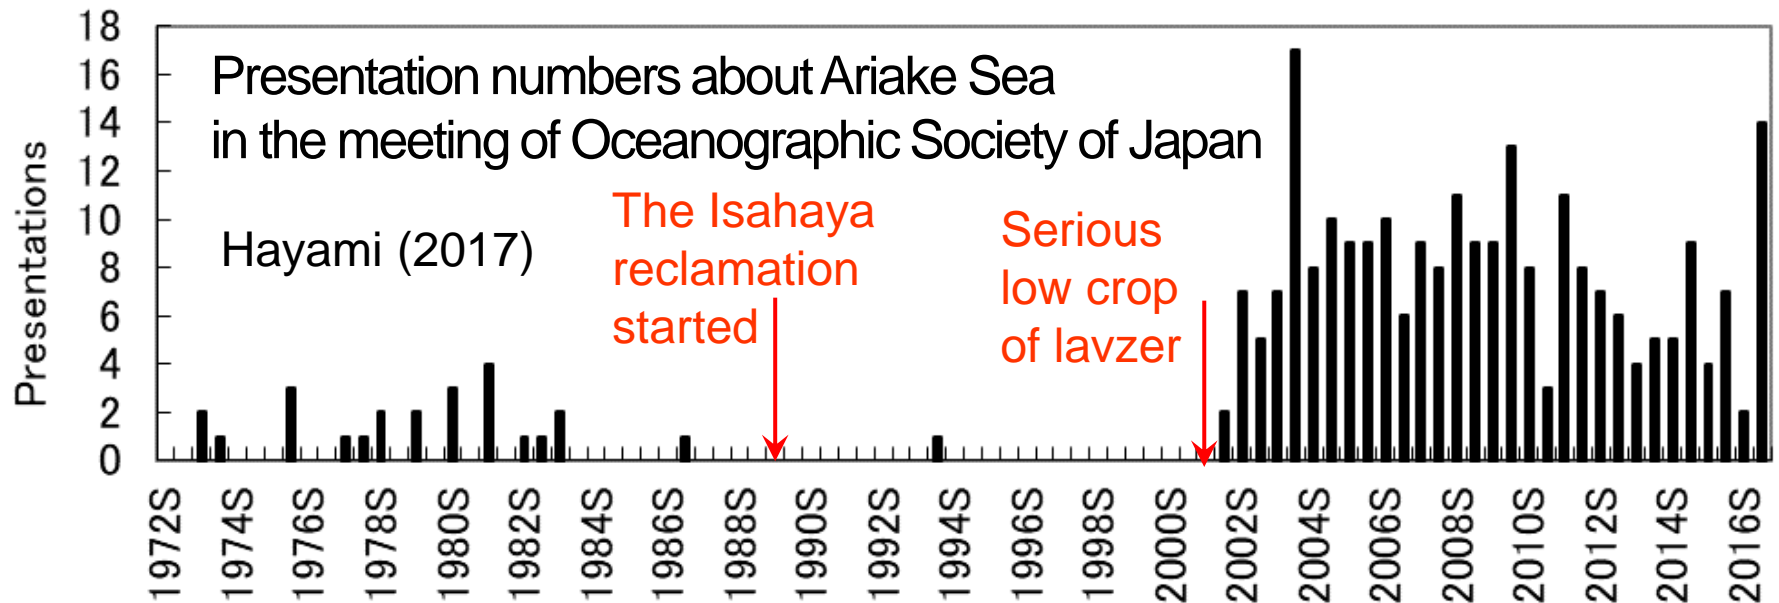 Presentation numbers about Ariake Sea
in the meeting of Oceanographic Society of Japan
Hayami (2017)
The Isahaya
reclamation
started
Serious
low crop
of lavzer
Presentations
18
16
14
12
10
8
6
4
2
0
1972S
1974S
1976S
1978S
1980S
1982S
1984S
1986S
1988S
1990S
1992S
1994S
1996S
1998S
2000S
2002S
2004S
2006S
2008S
2010S
2012S
2014S
2016S